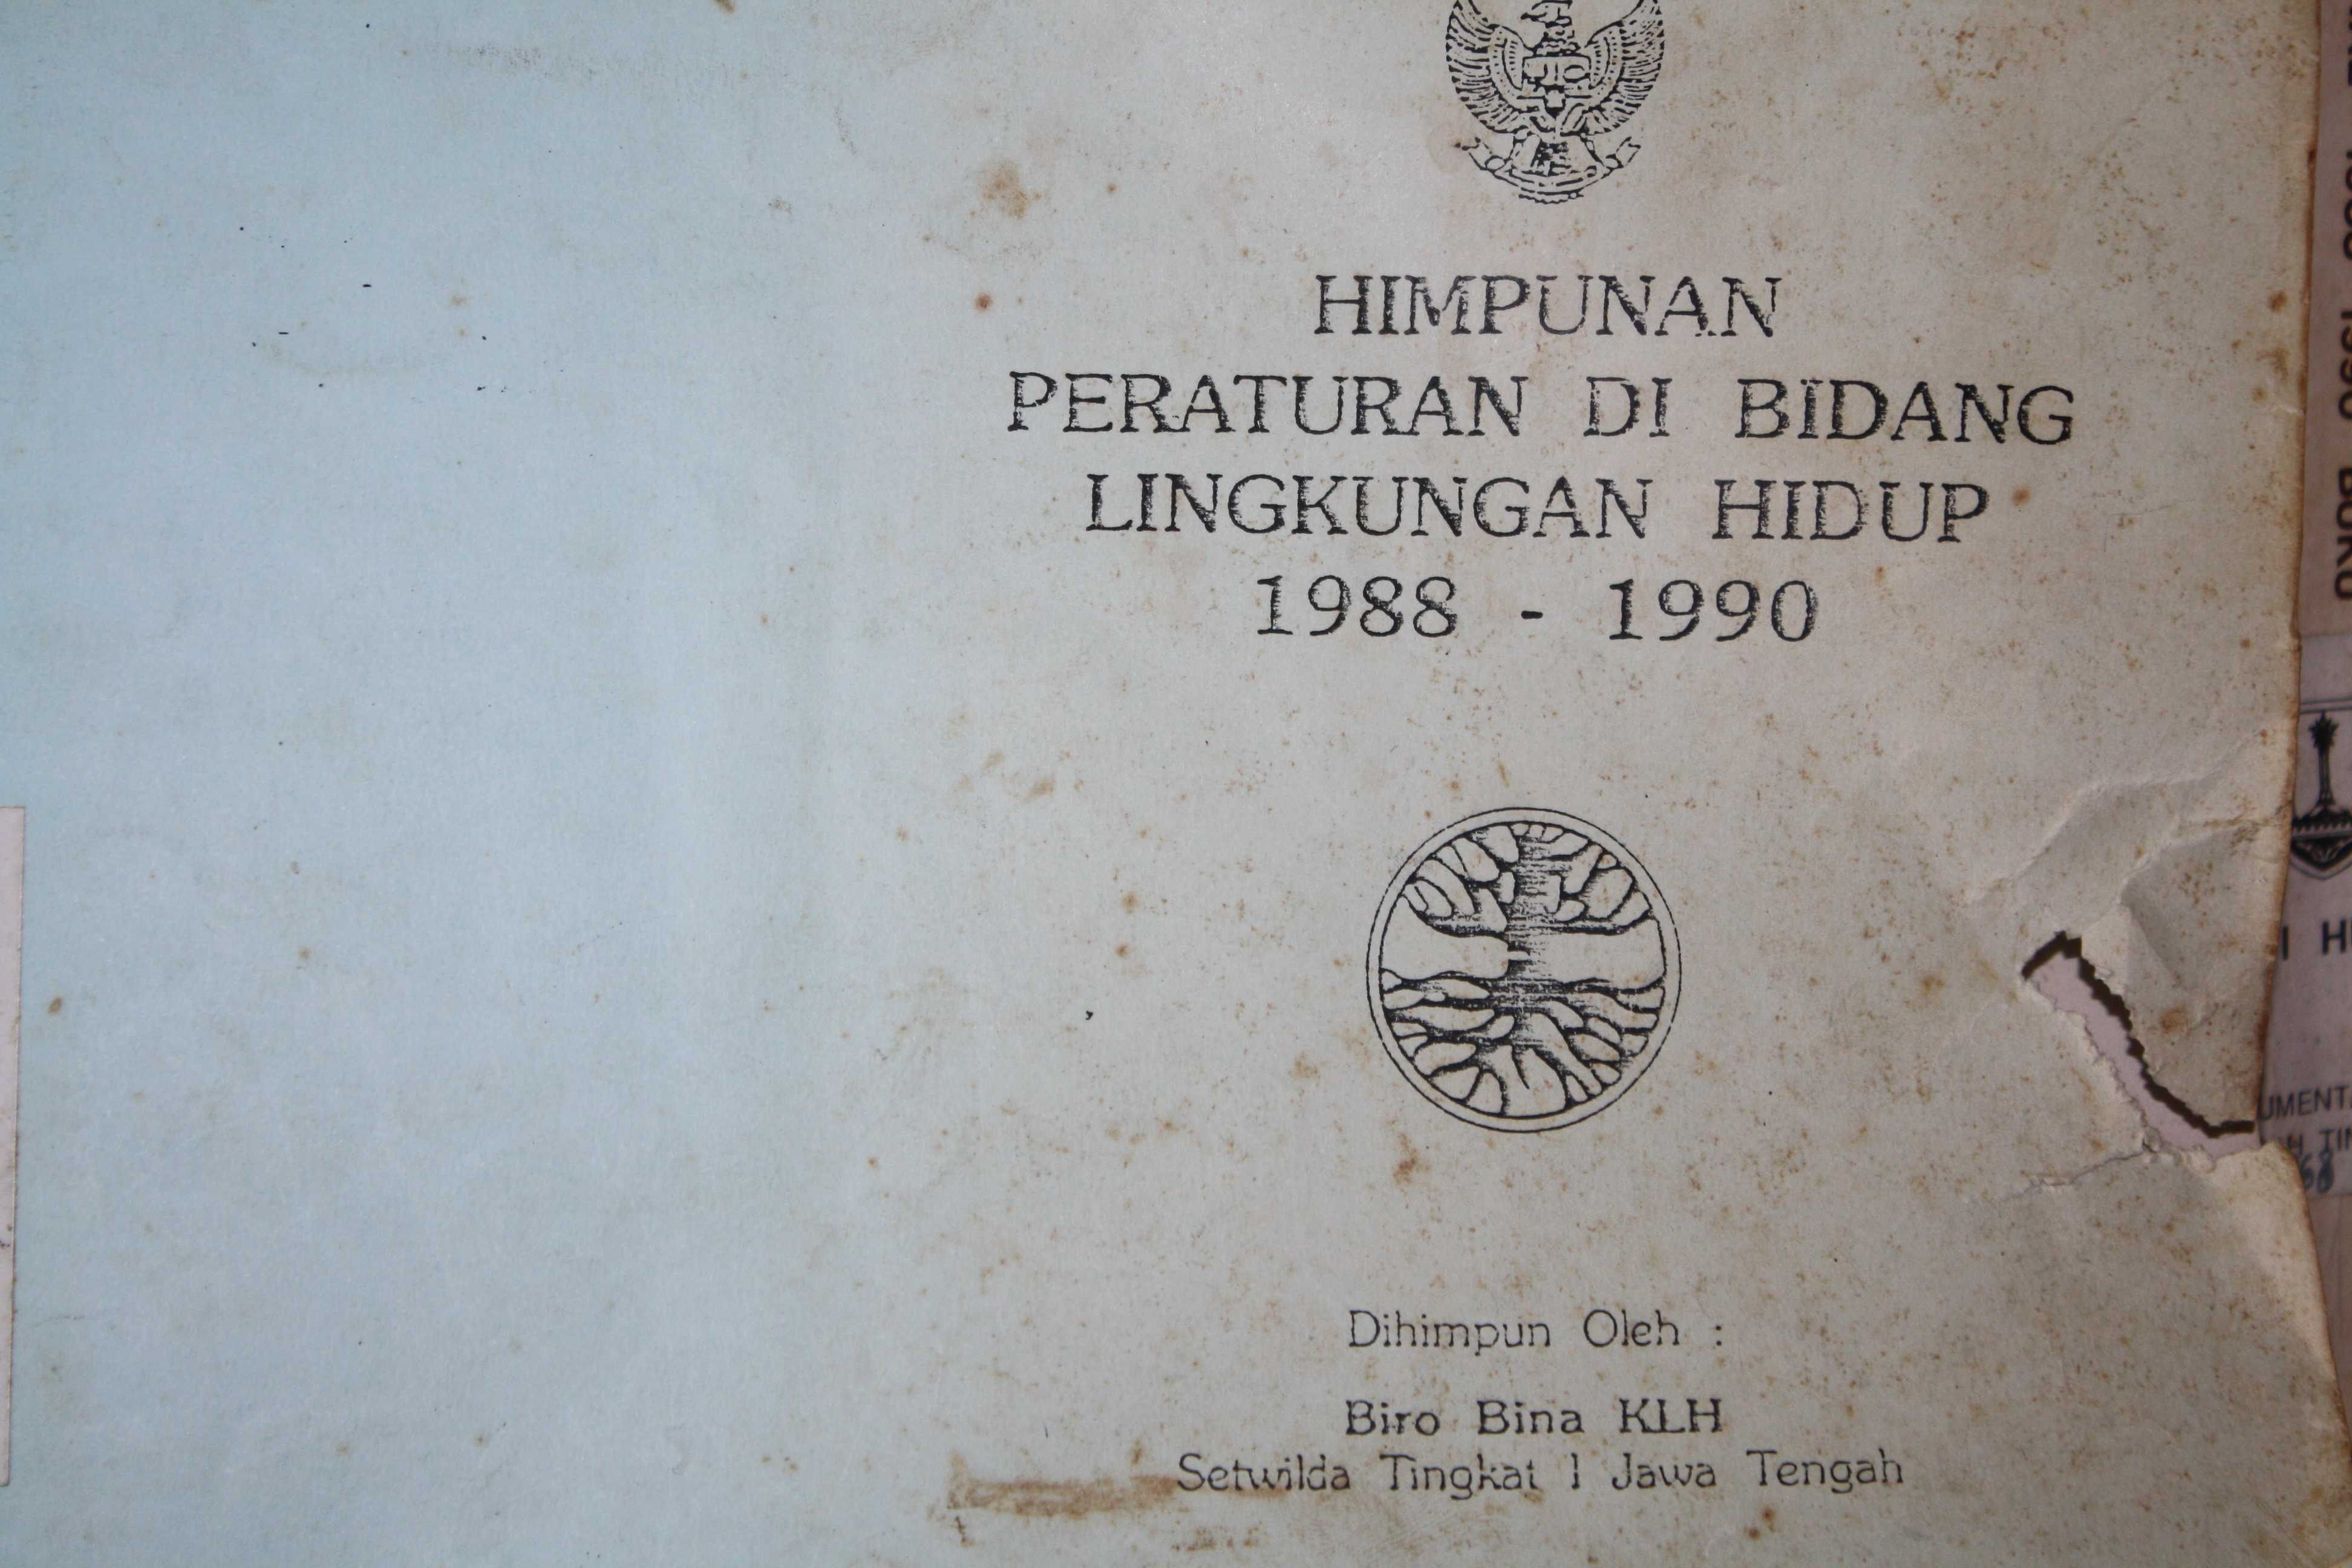 HIMPUNAN
PERATURAN DI BIDANG
LINGKUNGAN HIDUP
1988 - 1990
Dihimpun Oleh :
Biro Bina KLH
Setwilda Tingkat I Jawa Tengah